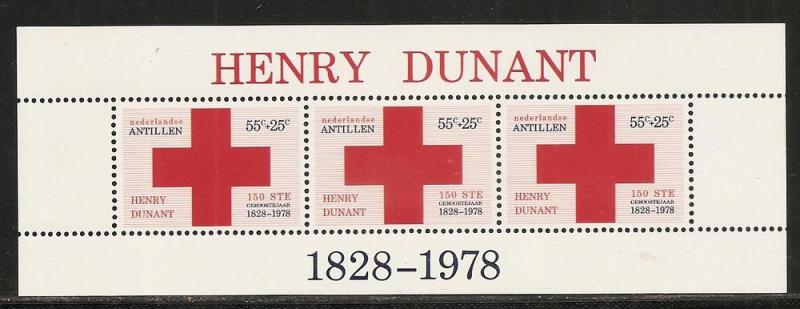 HENRY DUNANT
nederlandse
ANTILLEN
55c+25c
HENRY
DUNANT
150 STE
GEBOORTEJAAR
1828-1978
nederlandse
ANTILLEN
55c+25c
HENRY
DUNANT
150 STE
GEBOORTEJAAR
1828-1978
nederlandse
ANTILLEN
55c+25c
HENRY
DUNANT
150 STE
GEBOORTEJAAR
1828-1978
1828-1978